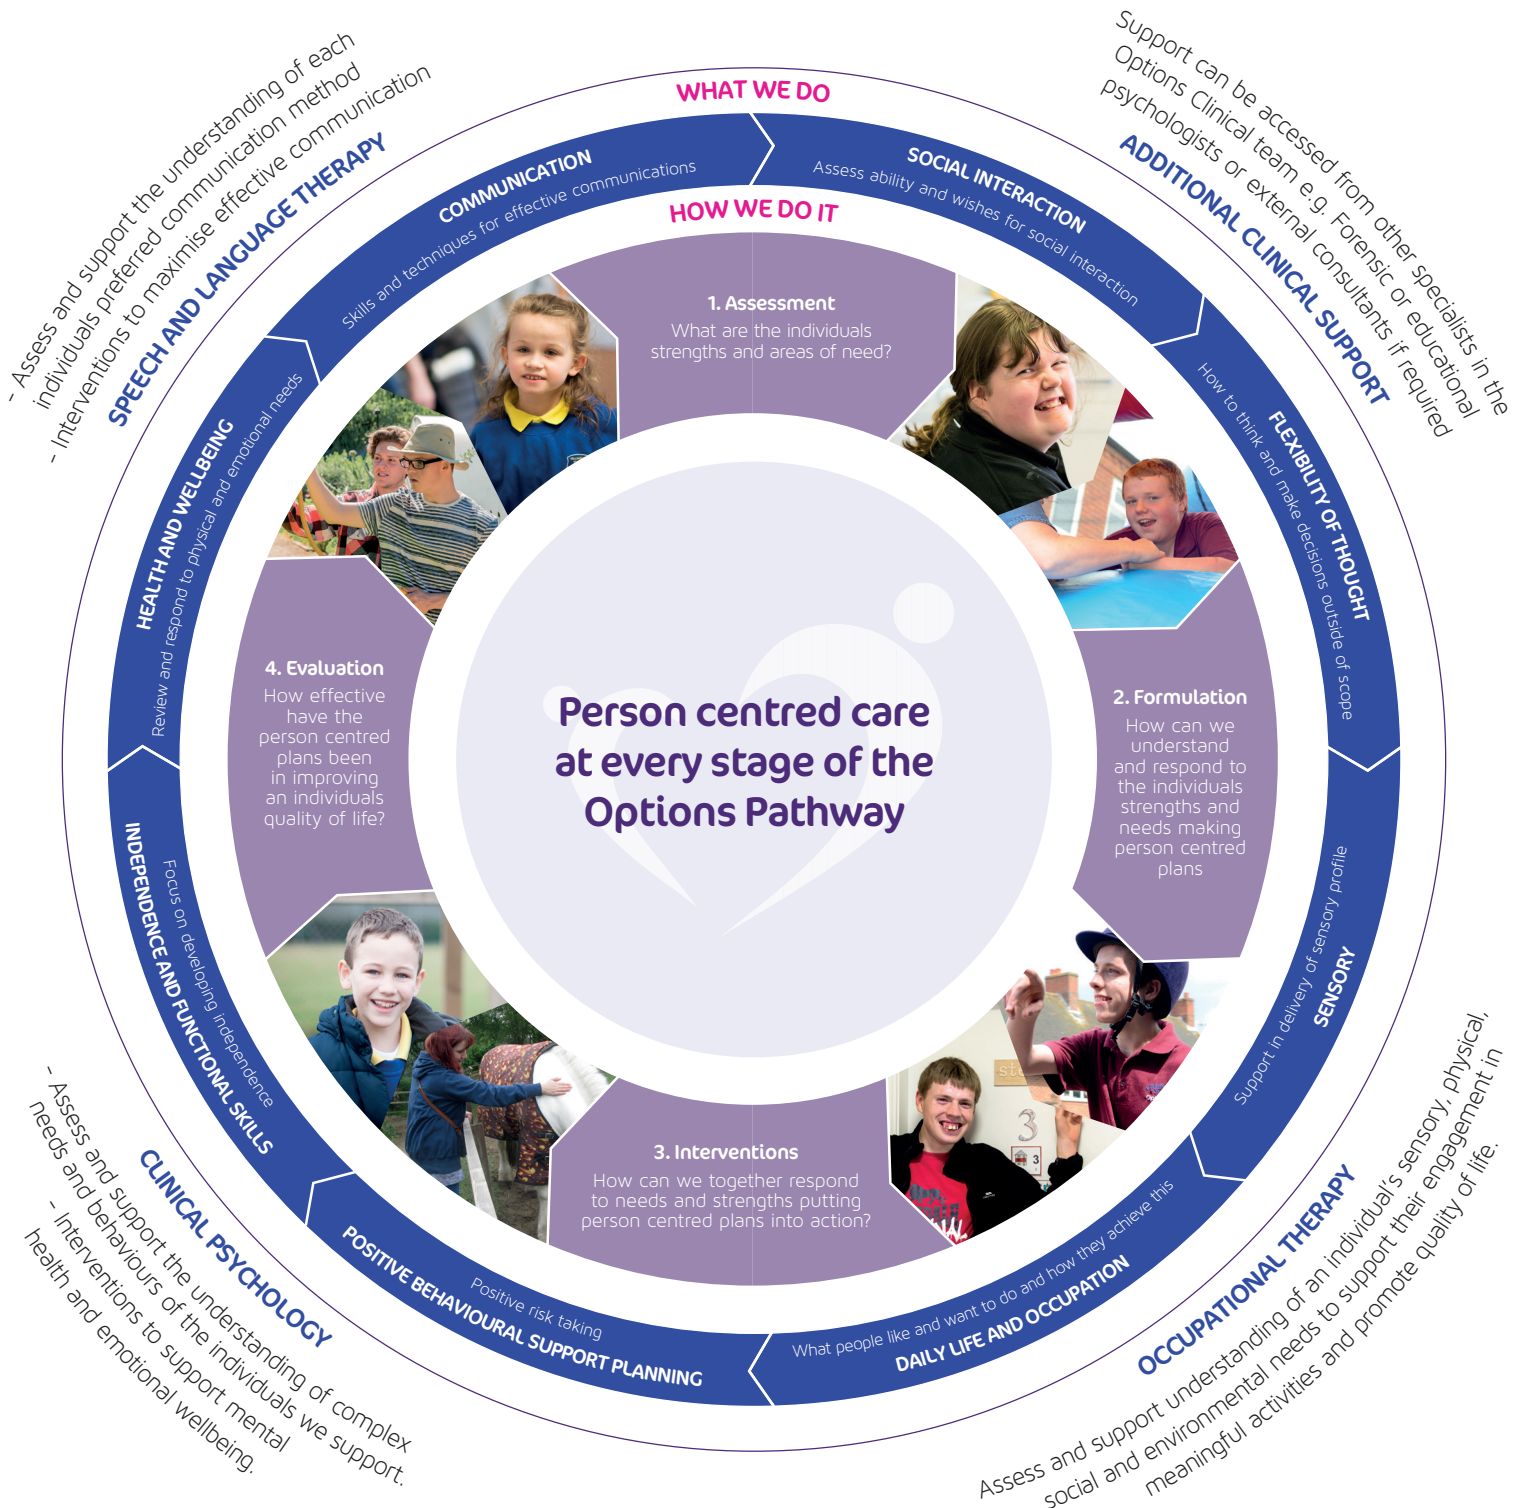 WHAT WE DO
COMMUNICATION
Skills and techniques for effective communications
SOCIAL INTERACTION
Assess ability and wishes for social interaction
FLEXIBILITY OF THOUGHT
How to think and make decisions outside of scope
SENSORY
Support in delivery of sensory profile
DAILY LIFE AND OCCUPATION
What people like and want to do and how they achieve this
POSITIVE BEHAVIOURAL SUPPORT PLANNING
Positive risk taking
INDEPENDENCE AND FUNCTIONAL SKILLS
Focus on developing independence
HEALTH AND WELLBEING
Review and respond to physical and emotional needs
HOW WE DO IT
1. Assessment
What are the individuals
strengths and areas of need?
2. Formulation
How can we
understand
and respond to
the individuals
strengths and
needs making
person centred
plans
3. Interventions
How can we together respond
to needs and strengths putting
person centred plans into action?
4. Evaluation
How effective
have the
person centred
plans been
in improving
an individuals
quality of life?
Person centred care
at every stage of the
Options Pathway
- Assess and support the understanding of each
individuals preferred communication method
- Interventions to maximise effective communication
SPEECH AND LANGUAGE THERAPY
Support can be accessed from other specialists in the
Options Clinical team e.g. Forensic or educational
psychologists or external consultants if required
ADDITIONAL CLINICAL SUPPORT
OCCUPATIONAL THERAPY
Assess and support understanding of an individual's sensory, physical,
social and environmental needs to support their engagement in
meaningful activities and promote quality of life.
CLINICAL PSYCHOLOGY
- Assess and support the understanding of complex
needs and behaviours of the individuals we support.
- Interventions to support mental
health and emotional wellbeing.
3
3